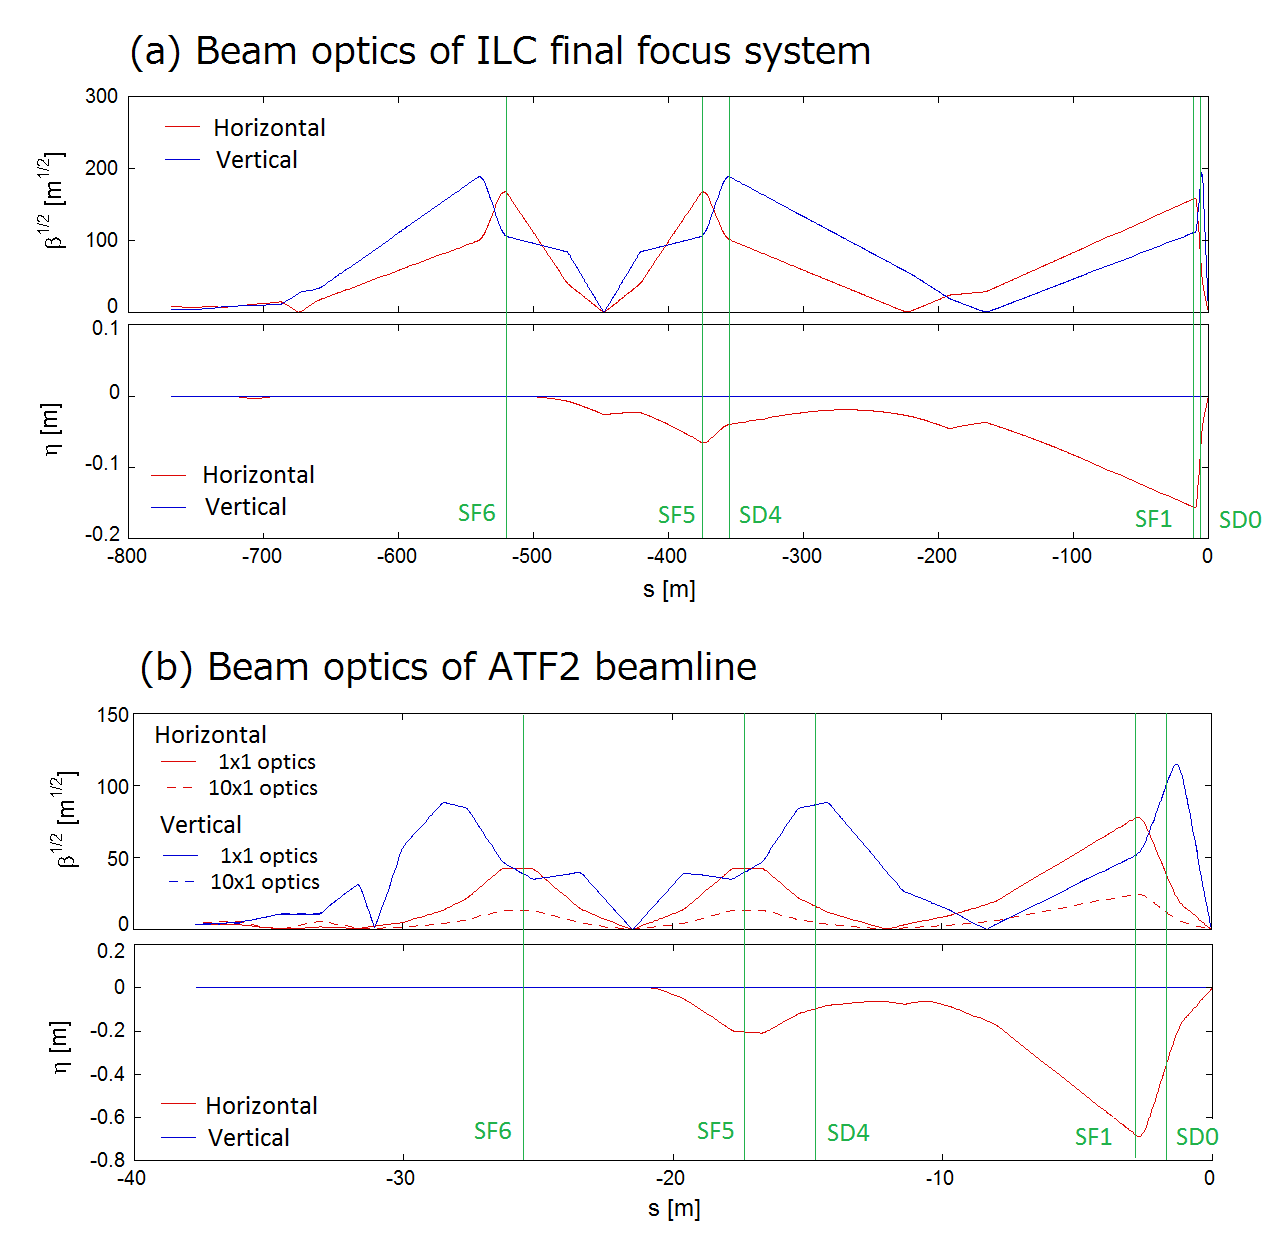 (a) Beam optics of ILC final focus system
300
200
100
0
β1/2 [m1/2]
Horizontal
Vertical
0.1
0
-0.1
-0.2
η [m]
Horizontal
Vertical
SF6
SF5
SD4
SF1
SD0
-800
-700
-600
-500
-400
-300
-200
-100
0
s [m]
(b) Beam optics of ATF2 beamline
150
100
50
0
β1/2 [m1/2]
Horizontal
1x1 optics
10x1 optics
Vertical
1x1 optics
10x1 optics
0.2
0
-0.2
-0.4
-0.6
-0.8
η [m]
Horizontal
Vertical
SF6
SF5
SD4
SF1
SD0
-40
-30
-20
-10
0
s [m]